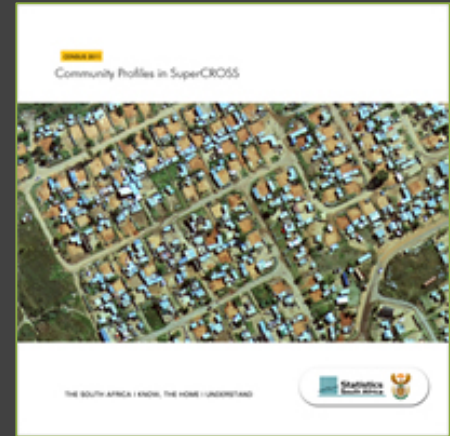 CENSUS 2011
Community Profiles in SuperCROSS
THE SOUTH AFRICA I KNOW, THE HOME I UNDERSTAND
Statistics
South Africa